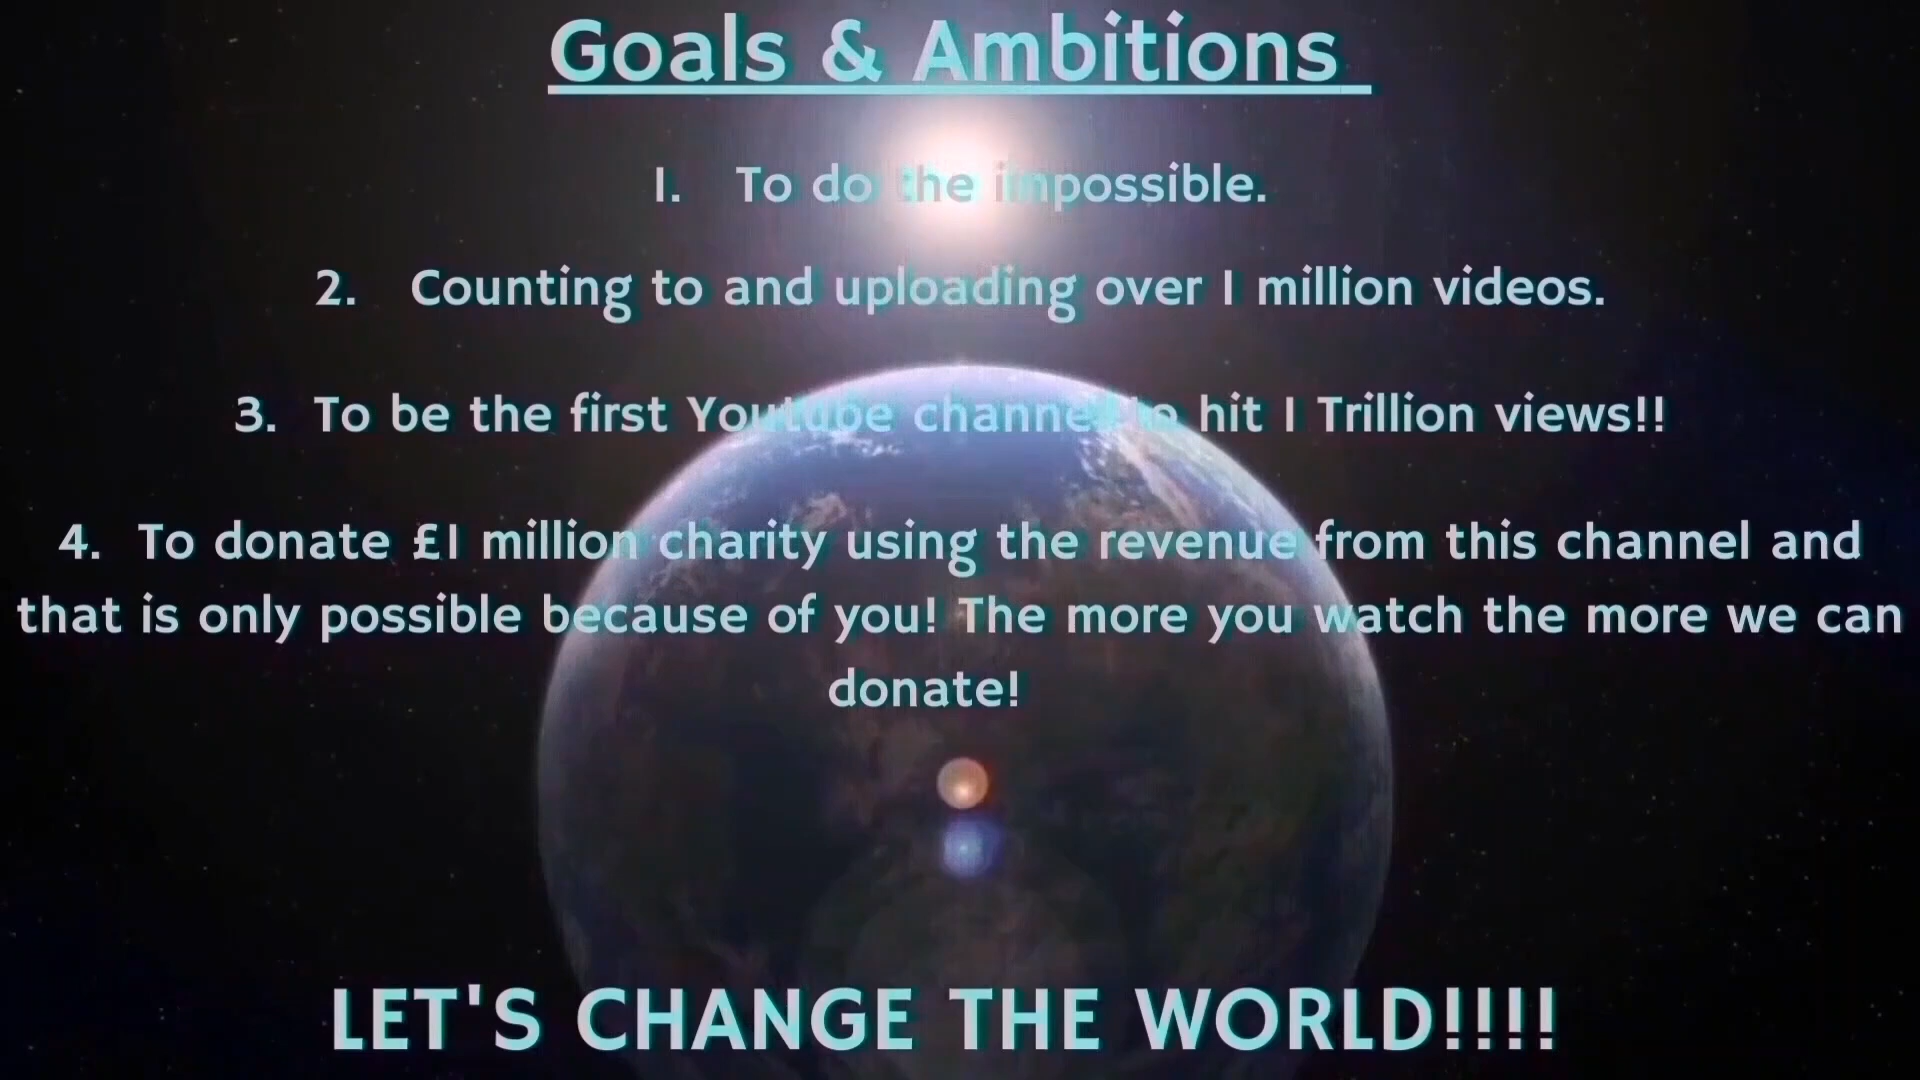 Goals & Ambitions
1. To do the impossible.
2. Counting to and uploading over 1 million videos.
3. To be the first Youtube channel to hit 1 Trillion views!!
4. To donate £1 million charity using the revenue from this channel and
that is only possible because of you! The more you watch the more we can
donate!
LET'S CHANGE THE WORLD!!!!